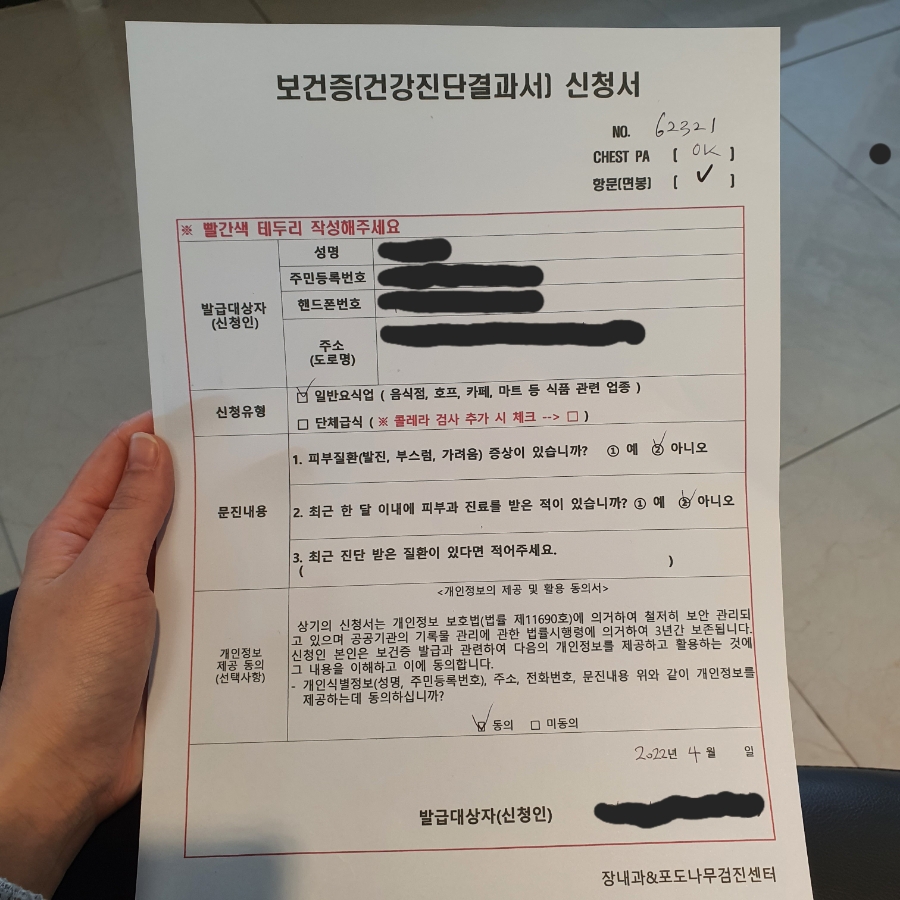 보건증(건강진단결과서) 신청서
NO. 62321
CHEST PA ( OK )
항문(면봉) ( ✓ )
※ 빨간색 테두리 작성해주세요
발급대상자
(신청인)
성명
주민등록번호
핸드폰번호
주소
(도로명)
신청유형
☑ 일반요식업 ( 음식점, 호프, 카페, 마트 등 식품 관련 업종 )
□ 단체급식 ( ※ 콜레라 검사 추가 시 체크 --> □ )
문진내용
1. 피부질환(발진, 부스럼, 가려움) 증상이 있습니까? ① 예 ② 아니오
2. 최근 한 달 이내에 피부과 진료를 받은 적이 있습니까? ① 예 ② 아니오
3. 최근 진단 받은 질환이 있다면 적어주세요.
( )
개인정보
제공 동의
(선택사항)
<개인정보의 제공 및 활용 동의서>
상기의 신청서는 개인정보 보호법(법률 제11690호)에 의거하여 철저히 보안 관리되
고 있으며 공공기관의 기록물 관리에 관한 법률시행령에 의거하여 3년간 보존됩니다.
신청인 본인은 보건증 발급과 관련하여 다음의 개인정보를 제공하고 활용하는 것에
그 내용을 이해하고 이에 동의합니다.
- 개인식별정보(성명, 주민등록번호), 주소, 전화번호, 문진내용 위와 같이 개인정보를
제공하는데 동의하십니까?
☑ 동의 □ 미동의
2022년 4월 일
발급대상자(신청인)
장내과&포도나무검진센터